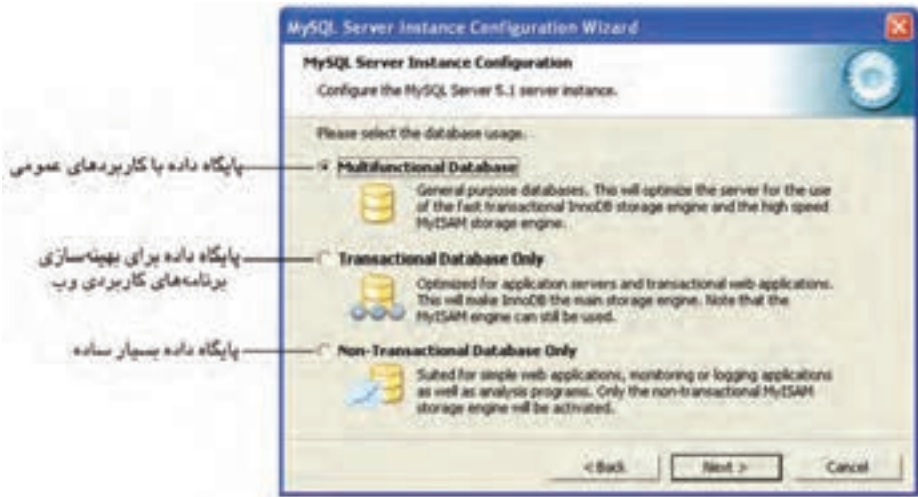 MySQL Server Instance Configuration Wizard
MySQL Server Instance Configuration
Configure the MySQL Server 5.1 server instance.
Please select the database usage.
پایگاه داده با کاربردهای عمومی
Multifunctional Database
General purpose databases. This will optimize the server for the use
of the fast transactional InnoDB storage engine and the high speed
MyISAM storage engine.
پایگاه داده برای بهینه‌سازی
برنامه‌های کاربردی وب
Transactional Database Only
Optimized for application servers and transactional web applications.
This will make InnoDB the main storage engine. Note that the
MyISAM engine can still be used.
پایگاه داده بسیار ساده
Non-Transactional Database Only
Suited for simple web applications, monitoring or logging applications
as well as analysis programs. Only the non-transactional MyISAM
storage engine will be activated.
< Back
Next >
Cancel